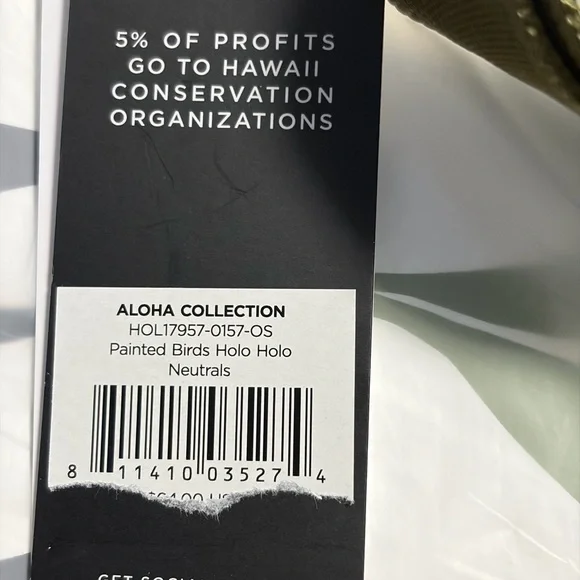 5% OF PROFITS
GO TO HAWAII
CONSERVATION
ORGANIZATIONS
ALOHA COLLECTION
HOL17957-0157-OS
Painted Birds Holo Holo
Neutrals
8 11410 03527 4